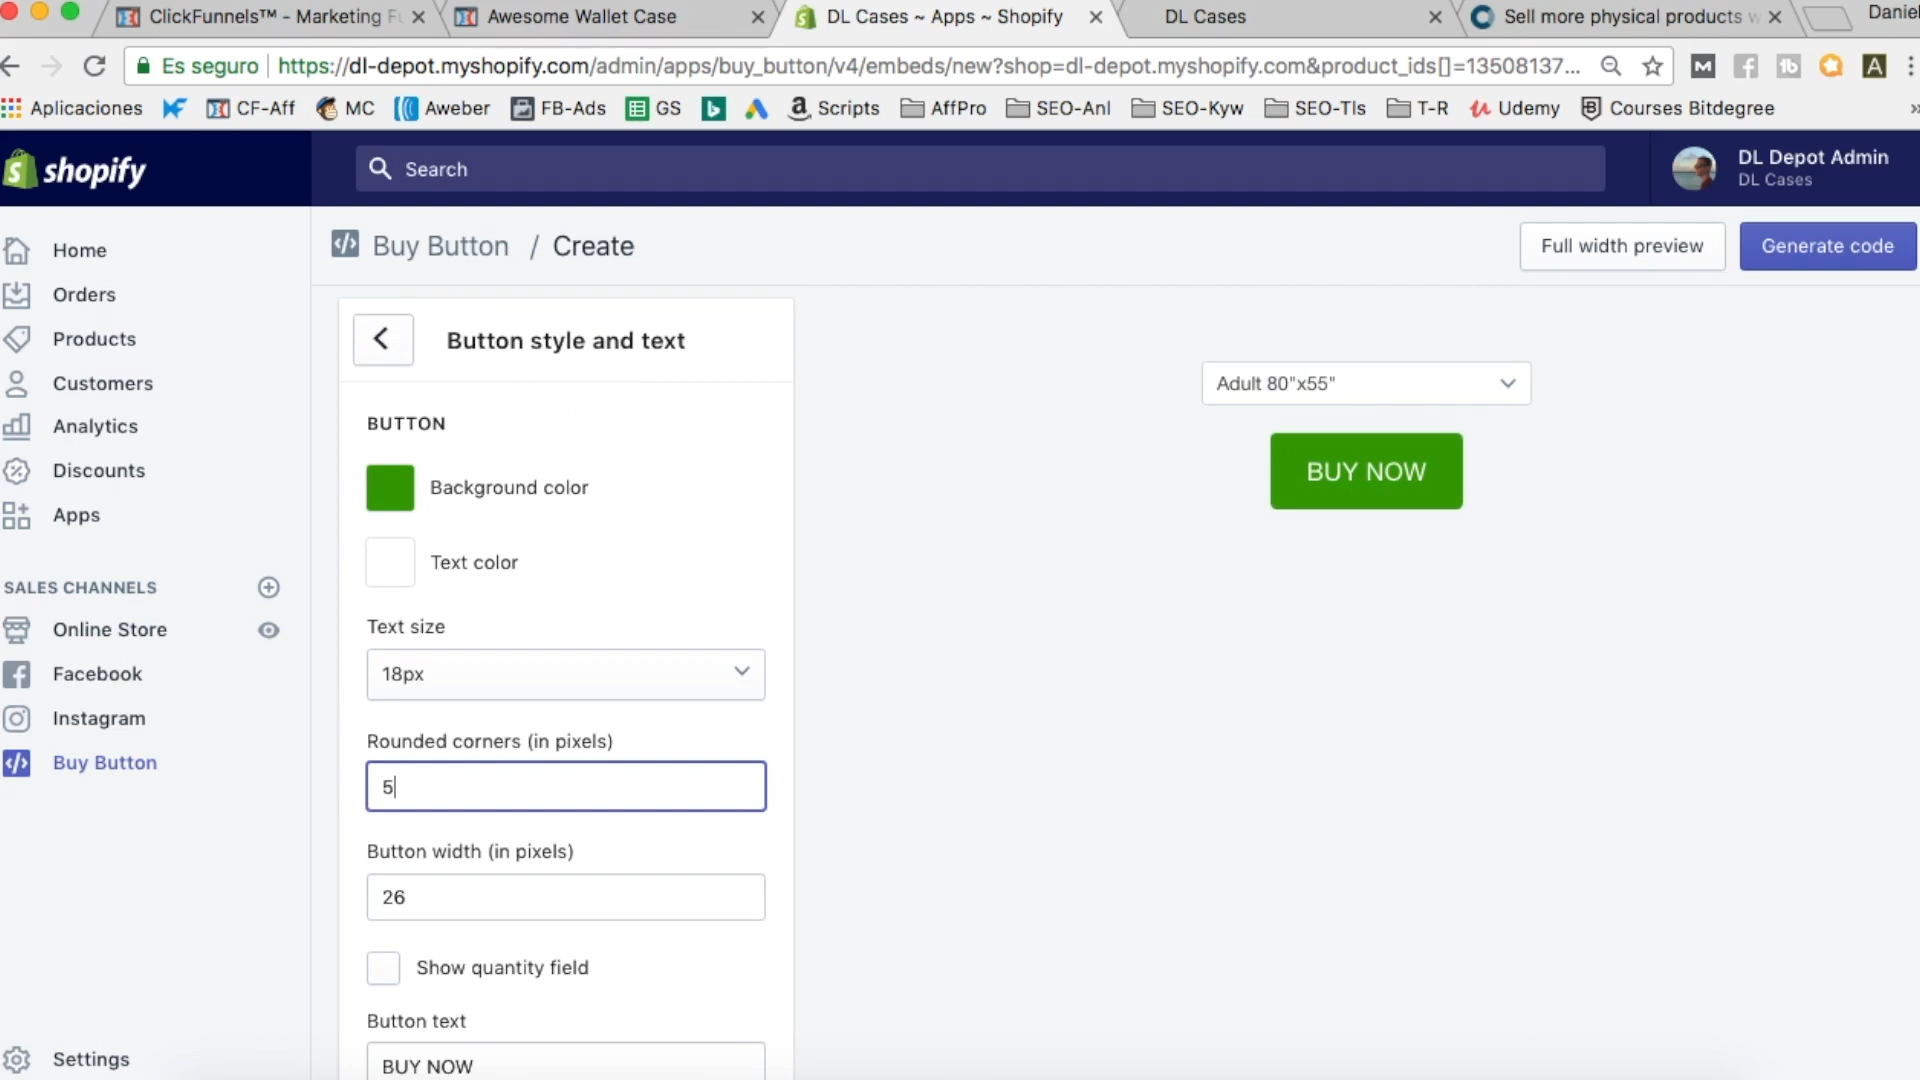 ClickFunnels™ - Marketing Fu
Awesome Wallet Case
DL Cases ~ Apps ~ Shopify
DL Cases
Sell more physical products w
Daniel
Es seguro
https://dl-depot.myshopify.com/admin/apps/buy_button/v4/embeds/new?shop=dl-depot.myshopify.com&product_ids[]=13508137...
Aplicaciones
CF-Aff
MC
Aweber
FB-Ads
GS
Scripts
AffPro
SEO-Anl
SEO-Kyw
SEO-Tls
T-R
Udemy
Courses Bitdegree
shopify
Search
DL Depot Admin
DL Cases
Home
Orders
Products
Customers
Analytics
Discounts
Apps
SALES CHANNELS
Online Store
Facebook
Instagram
Buy Button
Settings
Buy Button / Create
Full width preview
Generate code
Button style and text
BUTTON
Background color
Text color
Text size
18px
Rounded corners (in pixels)
5
Button width (in pixels)
26
Show quantity field
Button text
BUY NOW
Adult 80"x55"
BUY NOW